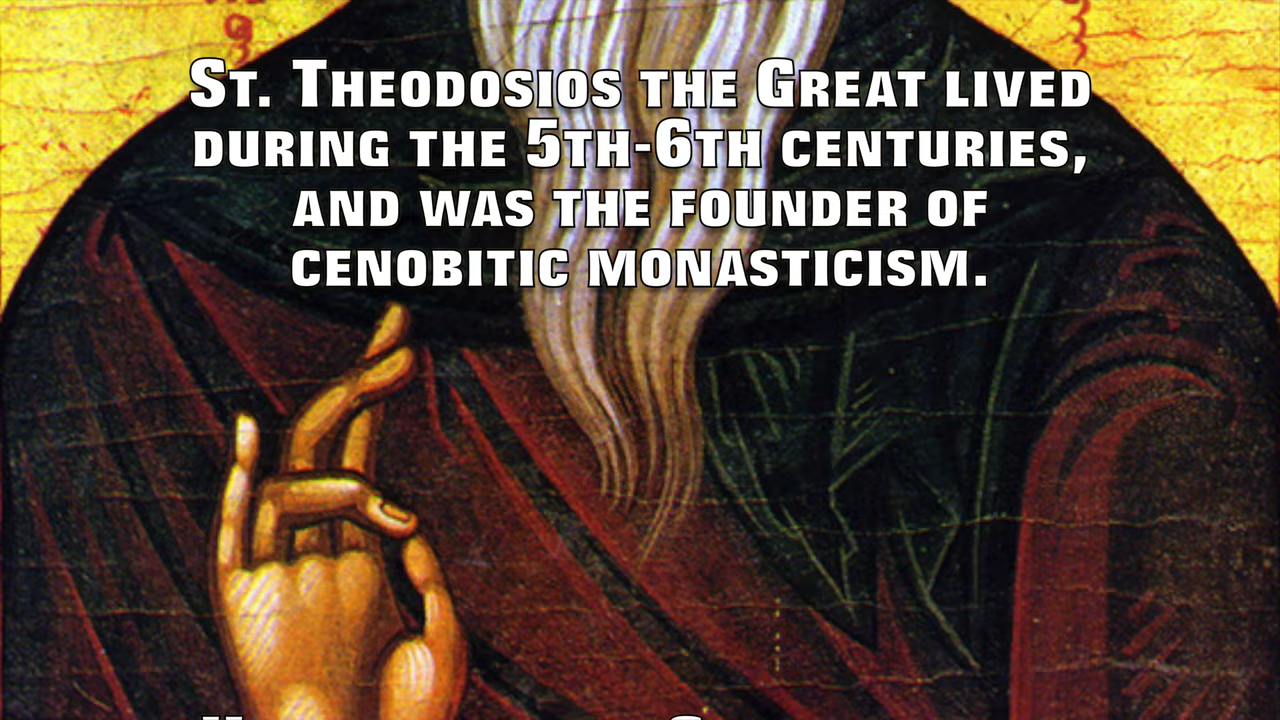 St. Theodosios the Great lived
during the 5th-6th centuries,
and was the founder of
cenobitic monasticism.